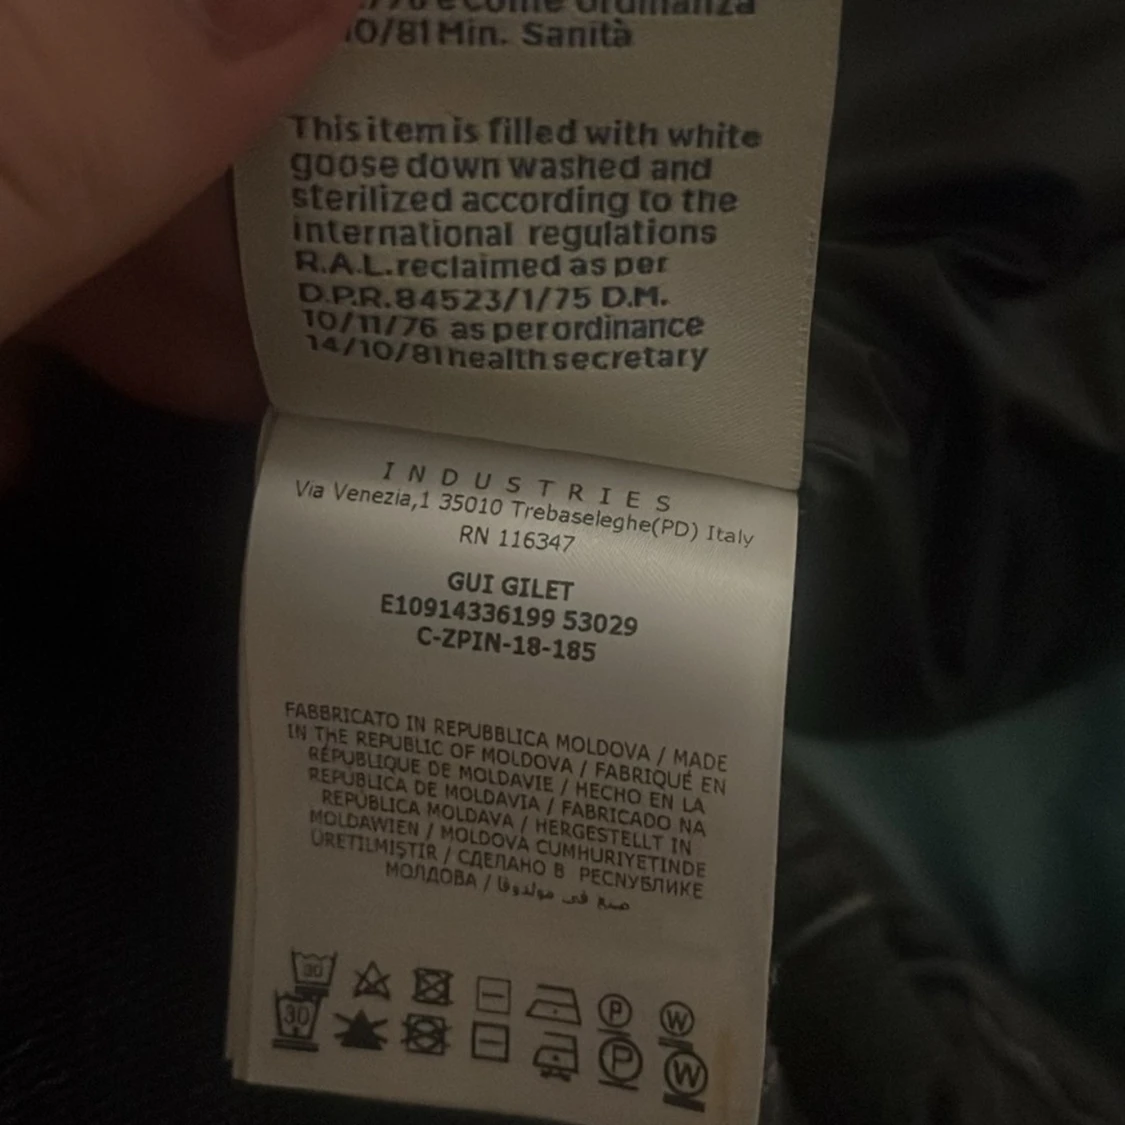 /76 e come ordinanza
10/81 Min. Sanità
This item is filled with white
goose down washed and
sterilized according to the
international regulations
R.A.L. reclaimed as per
D.P.R. 84523/1/75 D.M.
10/11/76 as per ordinance
14/10/81 health secretary
INDUSTRIES
Via Venezia,1 35010 Trebaseleghe(PD) Italy
RN 116347
GUI GILET
E10914336199 53029
C-ZPIN-18-185
FABBRICATO IN REPUBBLICA MOLDOVA / MADE
IN THE REPUBLIC OF MOLDOVA / FABRIQUÉ EN
RÉPUBLIQUE DE MOLDAVIE / HECHO EN LA
REPÚBLICA DE MOLDAVIA / FABRICADO NA
REPÚBLICA MOLDAVA / HERGESTELLT IN
MOLDAWIEN / MOLDOVA CUMHURIYETINDE
ÜRETILMIŞTIR / СДЕЛАНО В РЕСПУБЛИКЕ
МОЛДОВА / صنع في مولدوفا
30 P W
30 P W